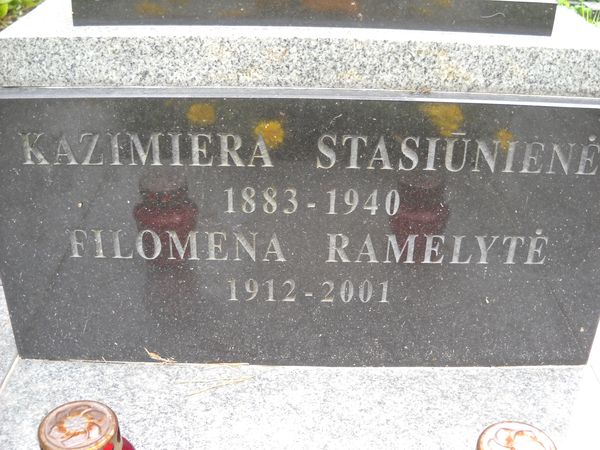 KAZIMIERA STASIŪNIENĖ
1883-1940
FILOMENA RAMELYTĖ
1912-2001